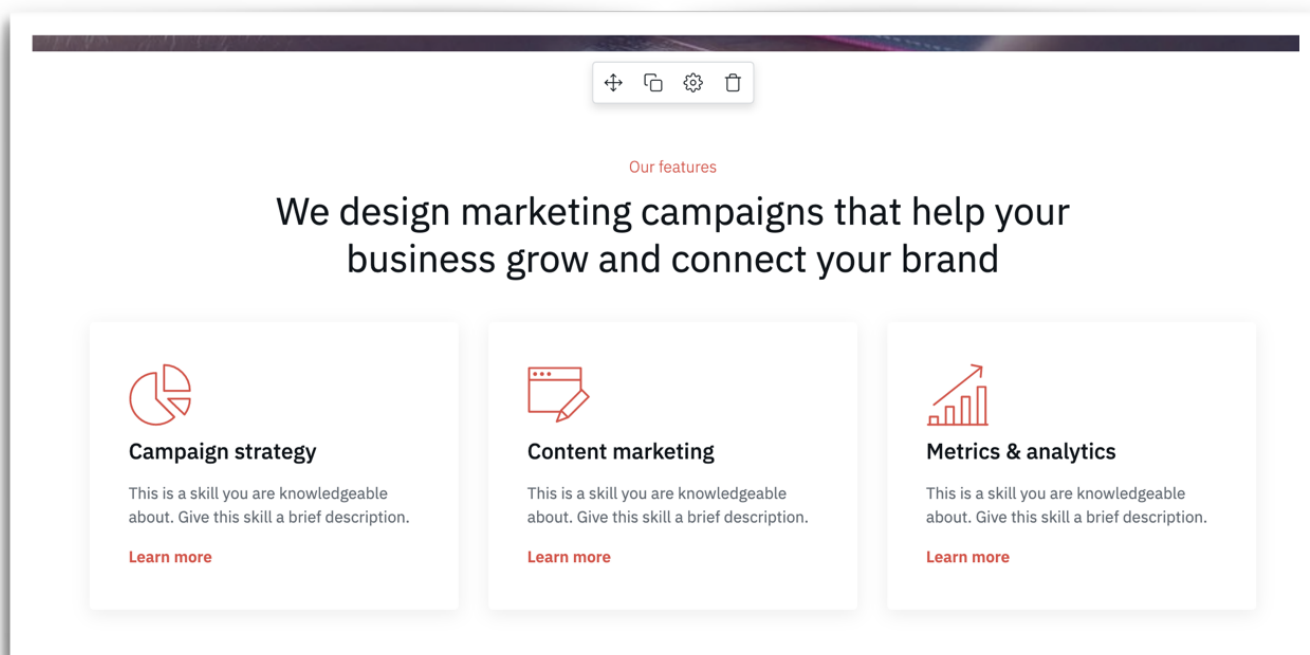 Our features
We design marketing campaigns that help your
business grow and connect your brand
Campaign strategy
This is a skill you are knowledgeable
about. Give this skill a brief description.
Learn more
Content marketing
This is a skill you are knowledgeable
about. Give this skill a brief description.
Learn more
Metrics & analytics
This is a skill you are knowledgeable
about. Give this skill a brief description.
Learn more